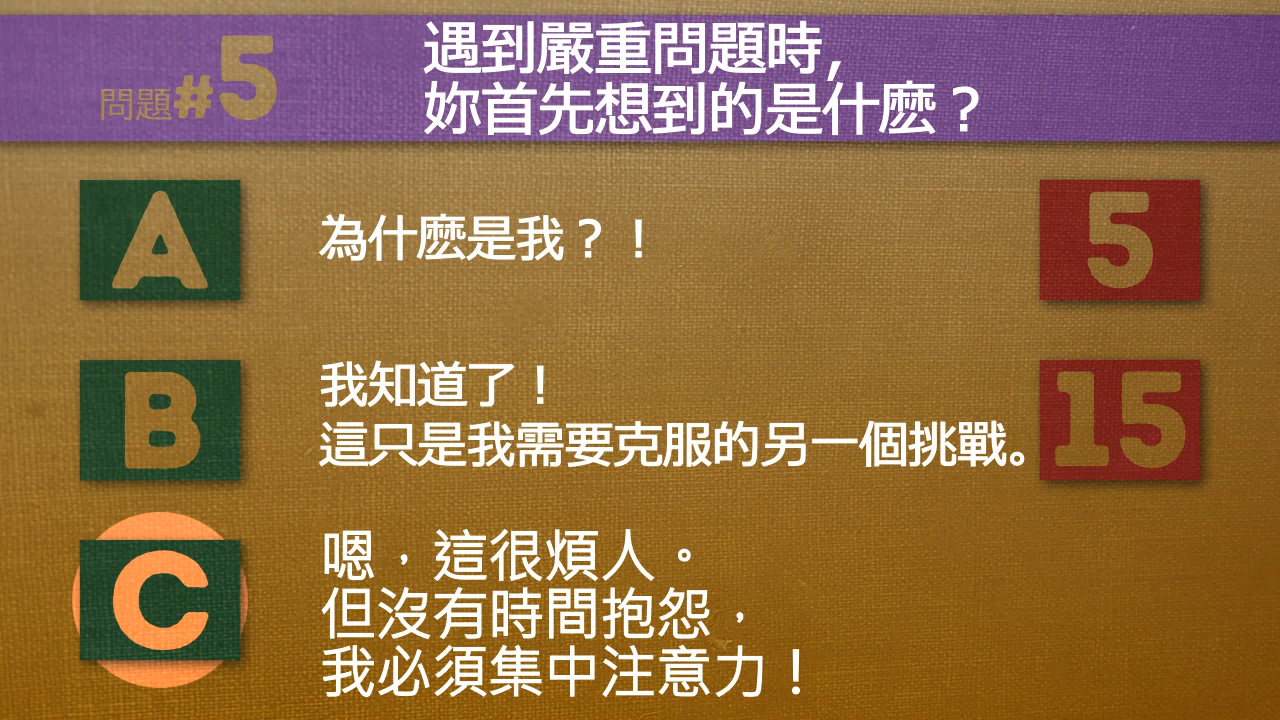 問題#5
遇到嚴重問題時,
妳首先想到的是什麽？
A
為什麽是我？！
5
B
我知道了！
這只是我需要克服的另一個挑戰。
15
C
嗯，這很煩人。
但沒有時間抱怨，
我必須集中注意力！